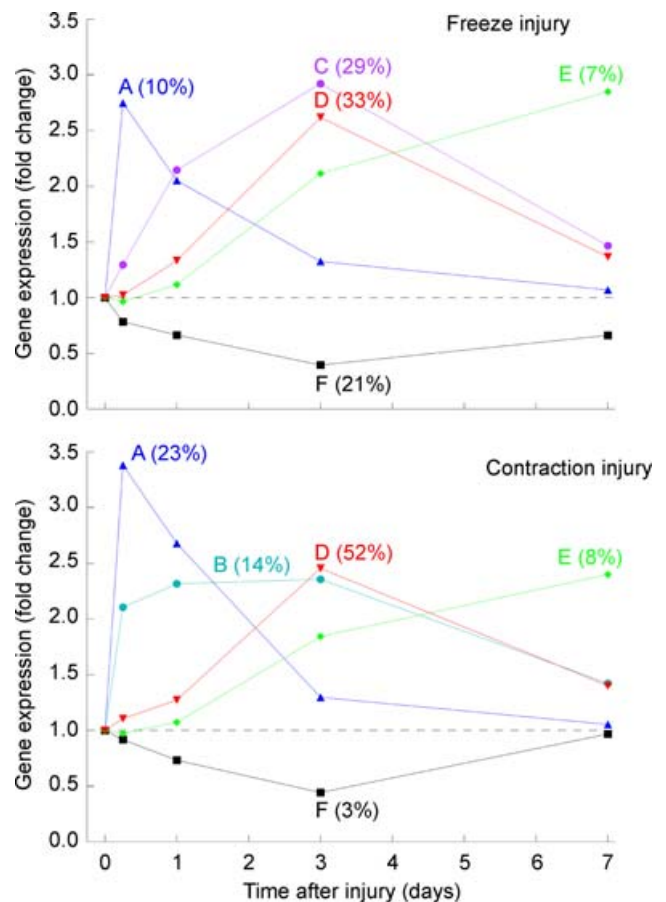 Freeze injury
Gene expression (fold change)
3.5
3.0
2.5
2.0
1.5
1.0
0.5
0.0
A (10%)
C (29%)
D (33%)
E (7%)
F (21%)
Contraction injury
Gene expression (fold change)
3.5
3.0
2.5
2.0
1.5
1.0
0.5
0.0
A (23%)
B (14%)
D (52%)
E (8%)
F (3%)
0 1 2 3 4 5 6 7
Time after injury (days)